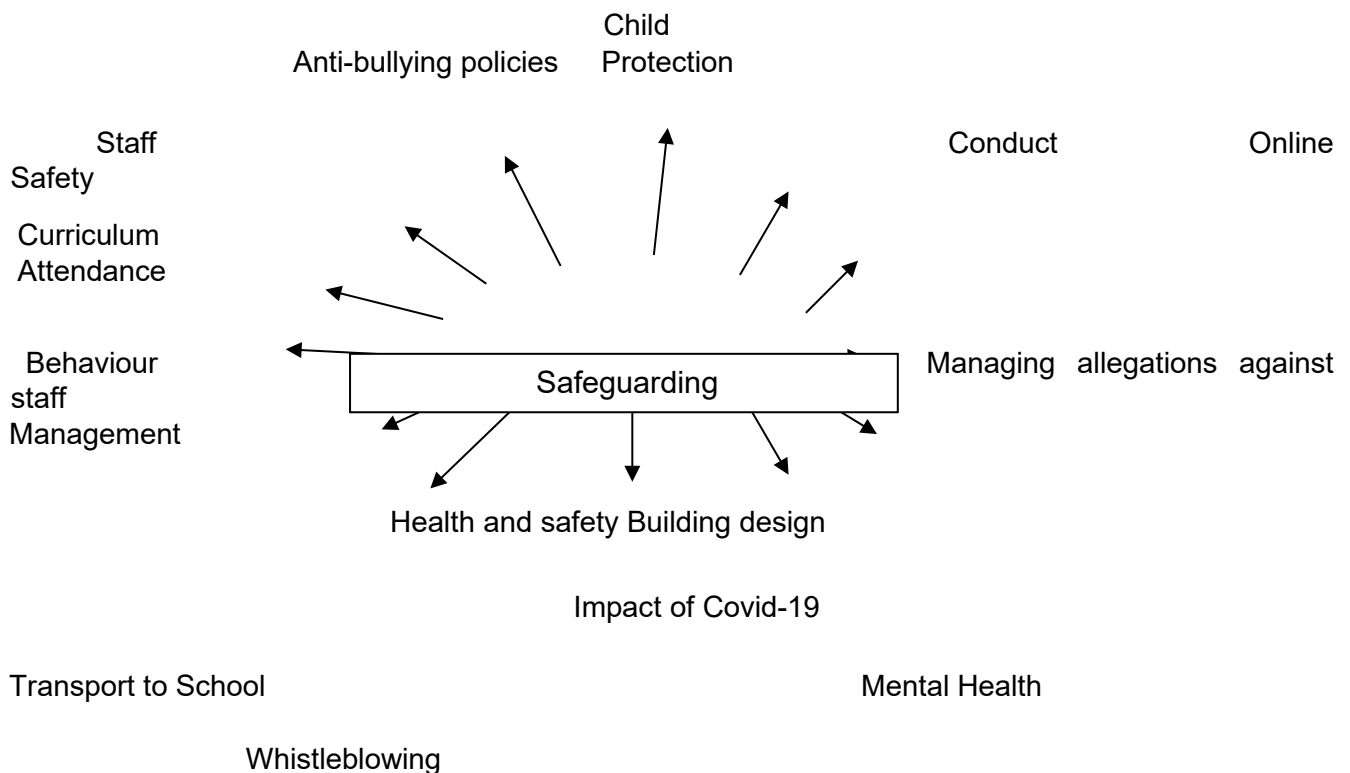 Child
Anti-bullying policies Protection
Staff Conduct Online
Safety
Curriculum
Attendance
Behaviour Managing allegations against
staff
Safeguarding
Management
Health and safety Building design
Impact of Covid-19
Transport to School Mental Health
Whistleblowing